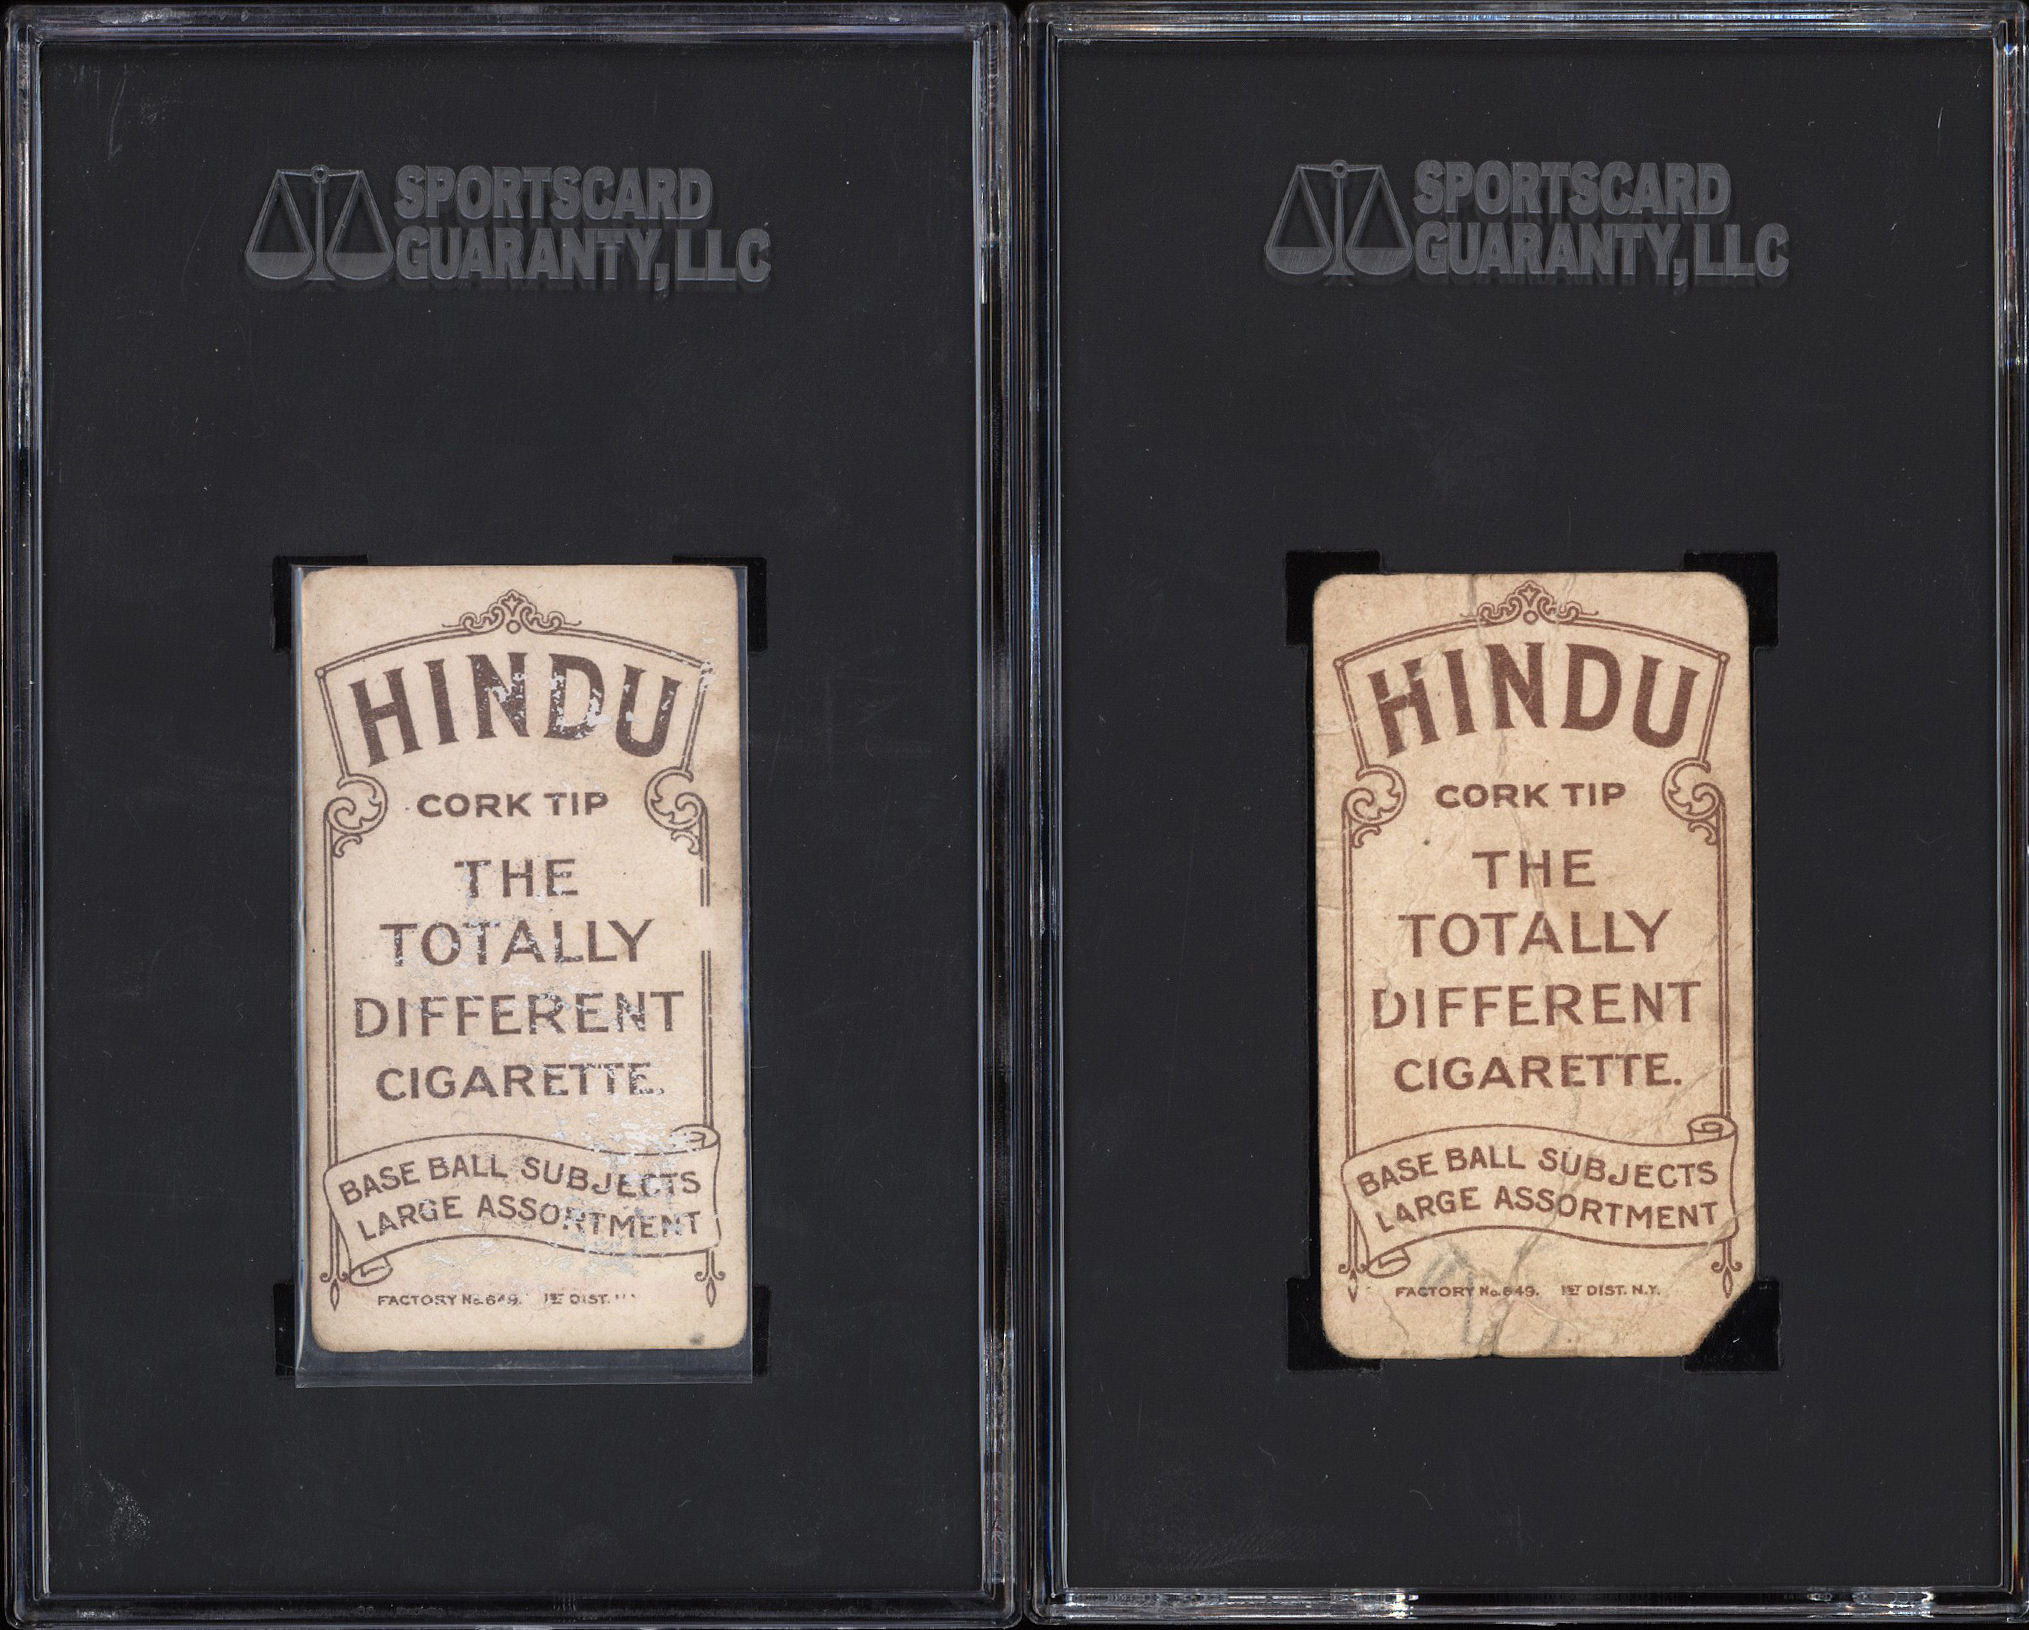 SPORTSCARD
GUARANTY, LLC
HINDU
CORK TIP
THE
TOTALLY
DIFFERENT
CIGARETTE.
BASE BALL SUBJECTS
LARGE ASSORTMENT
FACTORY No. 649. 1ST DIST.
SPORTSCARD
GUARANTY, LLC
HINDU
CORK TIP
THE
TOTALLY
DIFFERENT
CIGARETTE.
BASE BALL SUBJECTS
LARGE ASSORTMENT
FACTORY No. 649. 1ST DIST. N.Y.